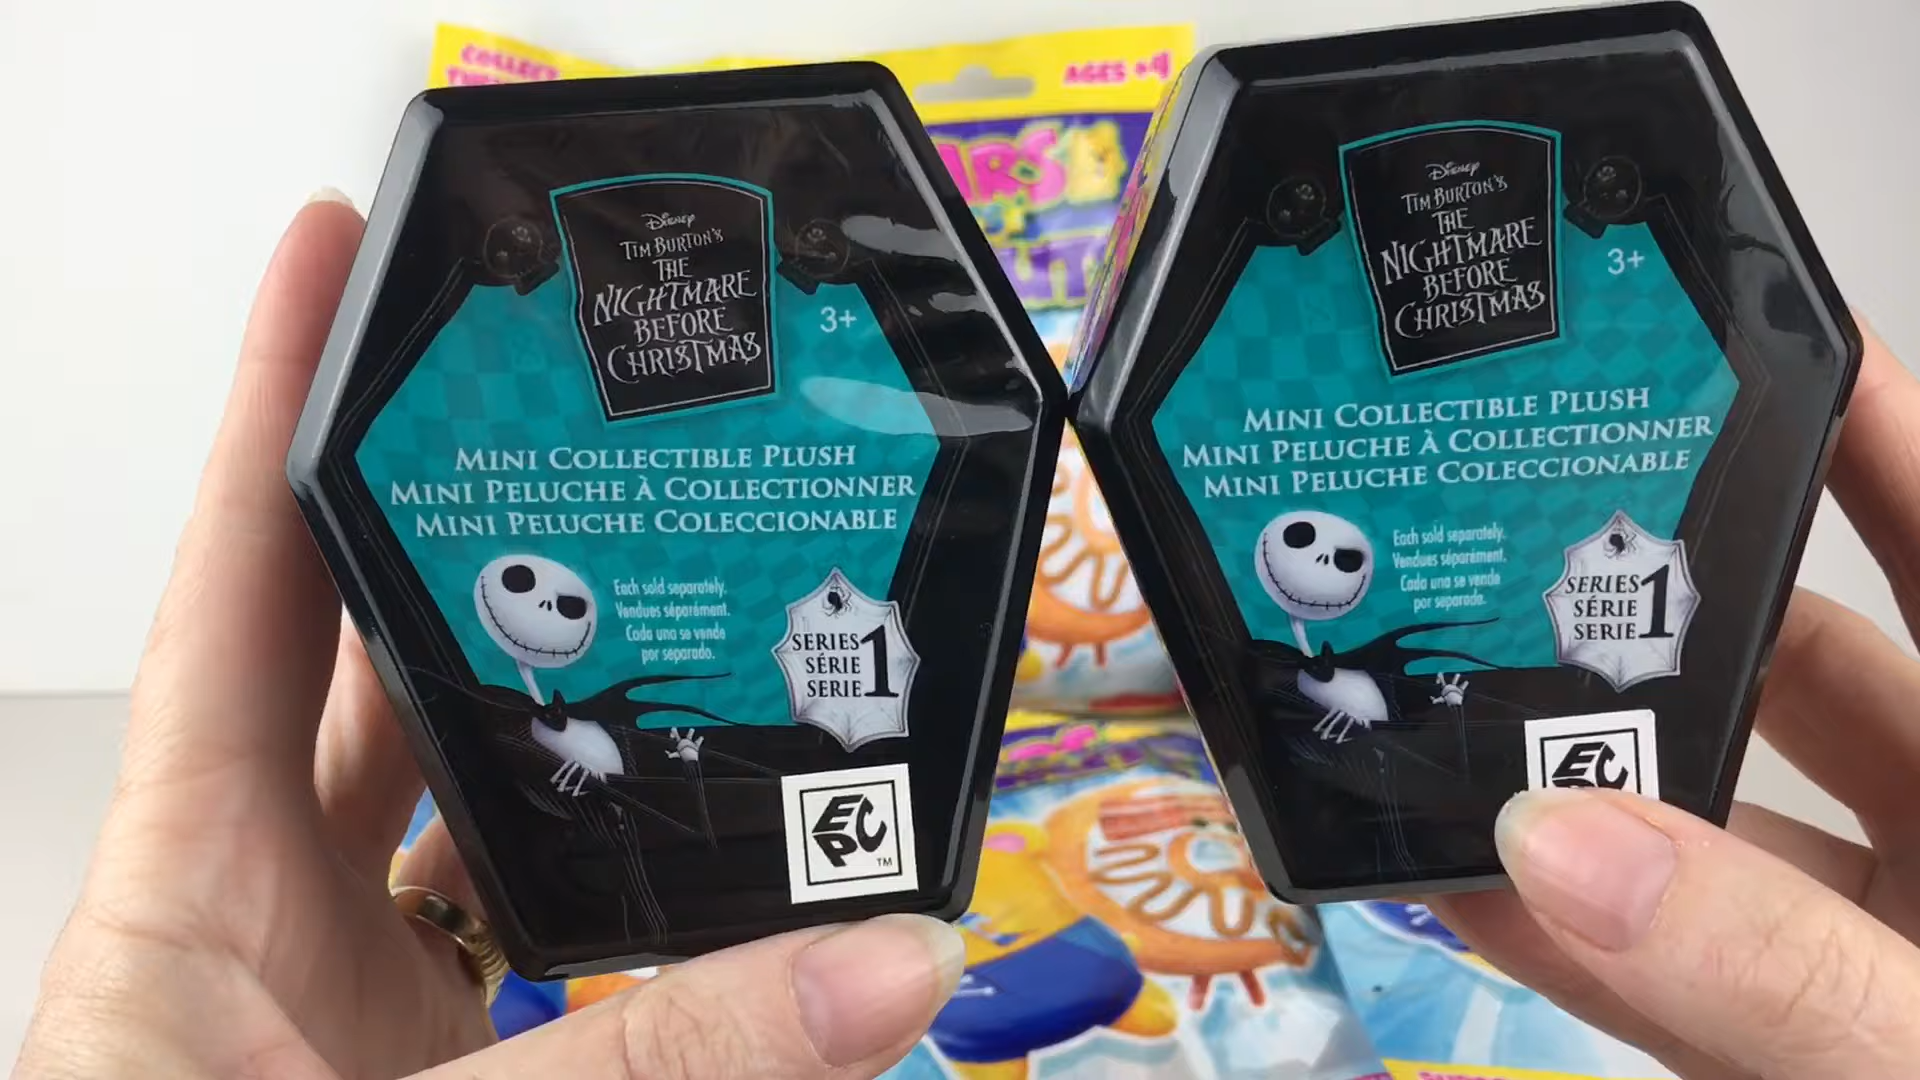 COLLECT
AGES +4
Disney
TIM BURTON'S
THE
NIGHTMARE
BEFORE
CHRISTMAS
3+
MINI COLLECTIBLE PLUSH
MINI PELUCHE À COLLECTIONNER
MINI PELUCHE COLECCIONABLE
Each sold separately.
Vendues séparément.
Cada una se vende
por separado.
SERIES
SÉRIE 1
SERIE
EPC
TM
Disney
TIM BURTON'S
THE
NIGHTMARE
BEFORE
CHRISTMAS
3+
MINI COLLECTIBLE PLUSH
MINI PELUCHE À COLLECTIONNER
MINI PELUCHE COLECCIONABLE
Each sold separately.
Vendues séparément.
Cada una se vende
por separado.
SERIES
SÉRIE 1
SERIE